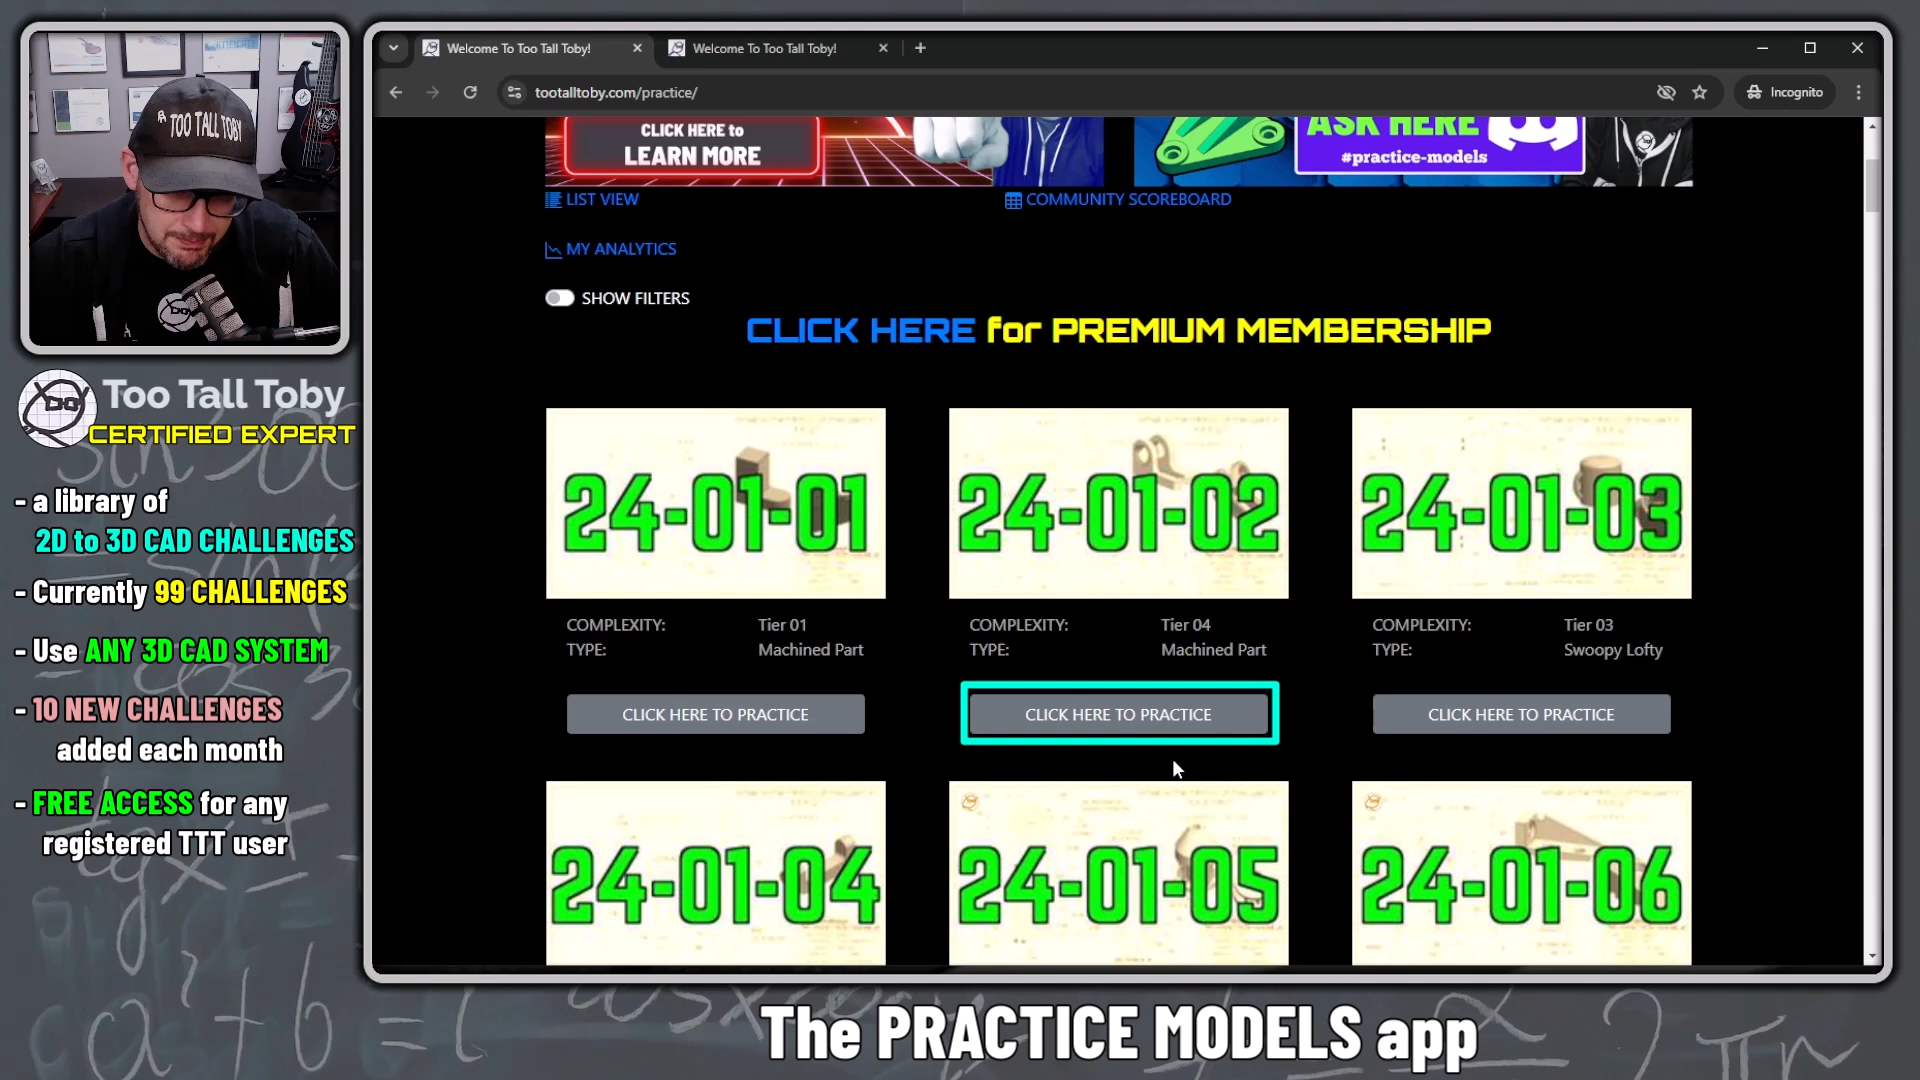 Welcome To Too Tall Toby!
Welcome To Too Tall Toby!
tootalltoby.com/practice/
Incognito
CLICK HERE to
LEARN MORE
ASK HERE
#practice-models
LIST VIEW
COMMUNITY SCOREBOARD
MY ANALYTICS
SHOW FILTERS
CLICK HERE for PREMIUM MEMBERSHIP
24-01-01
24-01-02
24-01-03
COMPLEXITY: Tier 01
TYPE: Machined Part
COMPLEXITY: Tier 04
TYPE: Machined Part
COMPLEXITY: Tier 03
TYPE: Swoopy Lofty
CLICK HERE TO PRACTICE
CLICK HERE TO PRACTICE
CLICK HERE TO PRACTICE
24-01-04
24-01-05
24-01-06
TOO TALL TOBY
Too Tall Toby
CERTIFIED EXPERT
- a library of
2D to 3D CAD CHALLENGES
- Currently 99 CHALLENGES
- Use ANY 3D CAD SYSTEM
- 10 NEW CHALLENGES
added each month
- FREE ACCESS for any
registered TTT user
The PRACTICE MODELS app